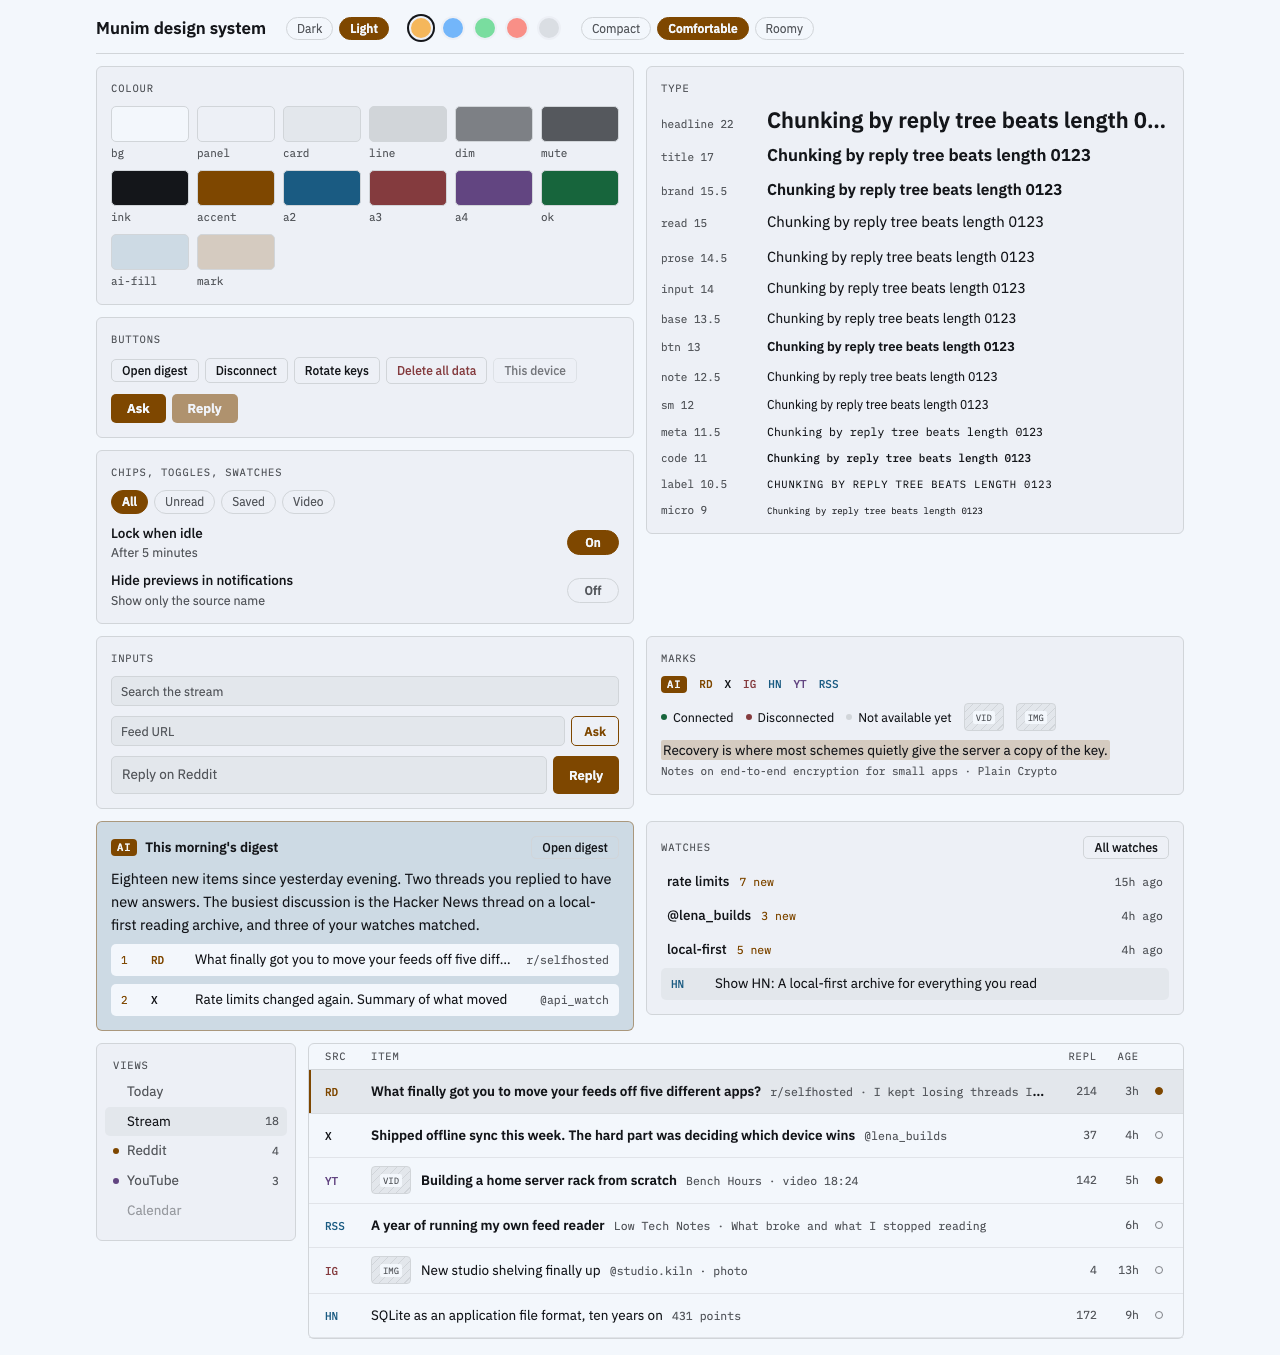 Munim design system Dark Light Compact Comfortable Roomy
COLOUR
bg panel card line dim mute
ink accent a2 a3 a4 ok
ai-fill mark
TYPE
headline 22 Chunking by reply tree beats length 0...
title 17 Chunking by reply tree beats length 0123
brand 15.5 Chunking by reply tree beats length 0123
read 15 Chunking by reply tree beats length 0123
prose 14.5 Chunking by reply tree beats length 0123
input 14 Chunking by reply tree beats length 0123
base 13.5 Chunking by reply tree beats length 0123
btn 13 Chunking by reply tree beats length 0123
note 12.5 Chunking by reply tree beats length 0123
sm 12 Chunking by reply tree beats length 0123
meta 11.5 Chunking by reply tree beats length 0123
code 11 Chunking by reply tree beats length 0123
label 10.5 CHUNKING BY REPLY TREE BEATS LENGTH 0123
micro 9 Chunking by reply tree beats length 0123
BUTTONS
Open digest Disconnect Rotate keys Delete all data This device
Ask Reply
CHIPS, TOGGLES, SWATCHES
All Unread Saved Video
Lock when idle
After 5 minutes
On
Hide previews in notifications
Show only the source name
Off
INPUTS
Search the stream
Feed URL Ask
Reply on Reddit Reply
MARKS
AI RD X IG HN YT RSS
Connected Disconnected Not available yet VID IMG
Recovery is where most schemes quietly give the server a copy of the key.
Notes on end-to-end encryption for small apps · Plain Crypto
AI This morning's digest Open digest
Eighteen new items since yesterday evening. Two threads you replied to have
new answers. The busiest discussion is the Hacker News thread on a local-
first reading archive, and three of your watches matched.
1 RD What finally got you to move your feeds off five diff... r/selfhosted
2 X Rate limits changed again. Summary of what moved @api_watch
WATCHES All watches
rate limits 7 new 15h ago
@lena_builds 3 new 4h ago
local-first 5 new 4h ago
HN Show HN: A local-first archive for everything you read
VIEWS
Today
Stream 18
Reddit 4
YouTube 3
Calendar
SRC ITEM REPL AGE
RD What finally got you to move your feeds off five different apps? r/selfhosted · I kept losing threads I... 214 3h
X Shipped offline sync this week. The hard part was deciding which device wins @lena_builds 37 4h
YT VID Building a home server rack from scratch Bench Hours · video 18:24 142 5h
RSS A year of running my own feed reader Low Tech Notes · What broke and what I stopped reading 6h
IG IMG New studio shelving finally up @studio.kiln · photo 4 13h
HN SQLite as an application file format, ten years on 431 points 172 9h